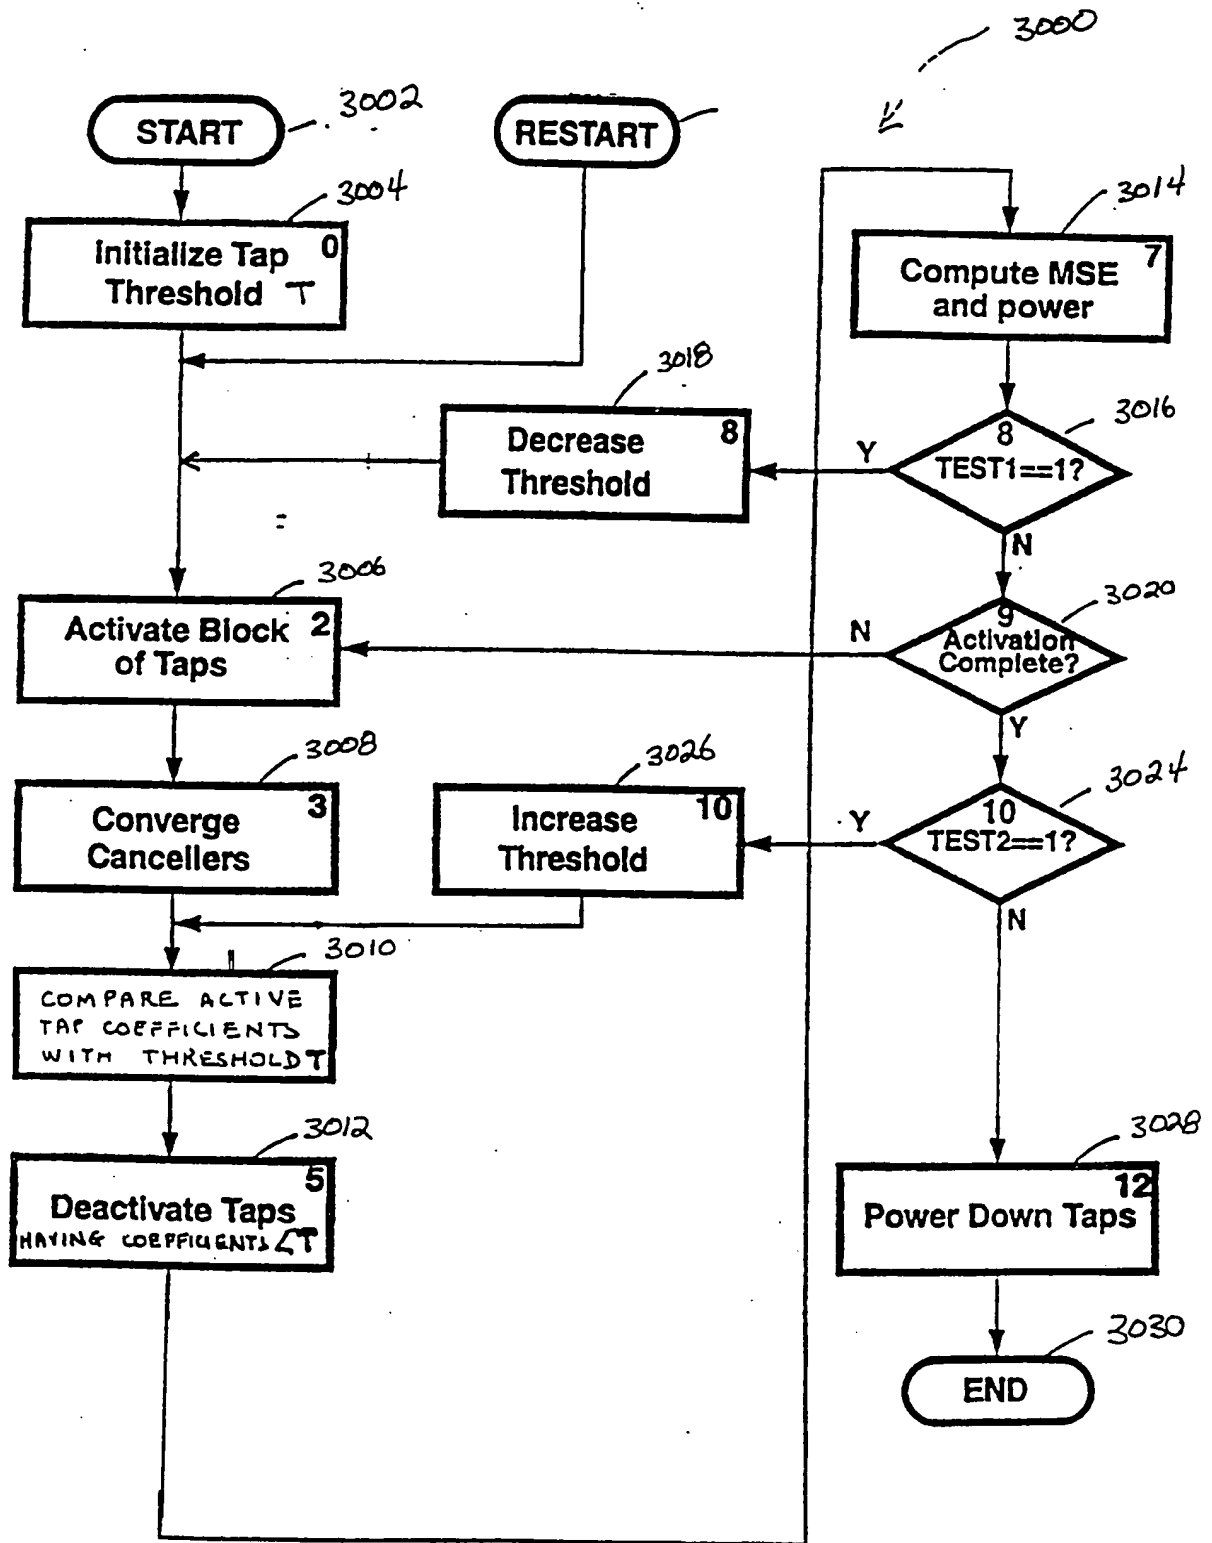 3000
START
3002
RESTART
3004
Initialize Tap
Threshold T
0
3014
Compute MSE
and power
7
3018
Decrease
Threshold
8
Y
3016
8
TEST1==1?
N
3006
Activate Block
of Taps
2
N
3020
9
Activation
Complete?
Y
3008
Converge
Cancellers
3
3026
Increase
Threshold
10
Y
3024
10
TEST2==1?
N
3010
COMPARE ACTIVE
TAP COEFFICIENTS
WITH THRESHOLD T
3012
Deactivate Taps
5
HAVING COEFFICIENTS <T
3028
Power Down Taps
12
3030
END